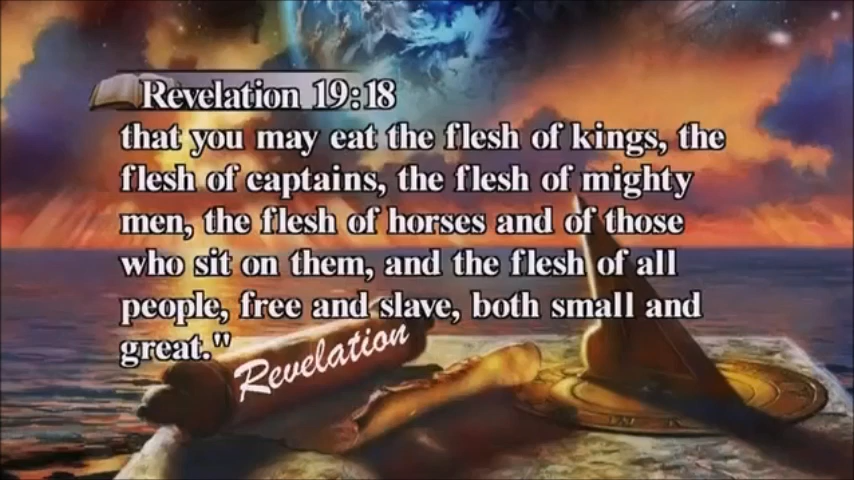 Revelation 19:18
that you may eat the flesh of kings, the
flesh of captains, the flesh of mighty
men, the flesh of horses and of those
who sit on them, and the flesh of all
people, free and slave, both small and
great."
Revelation